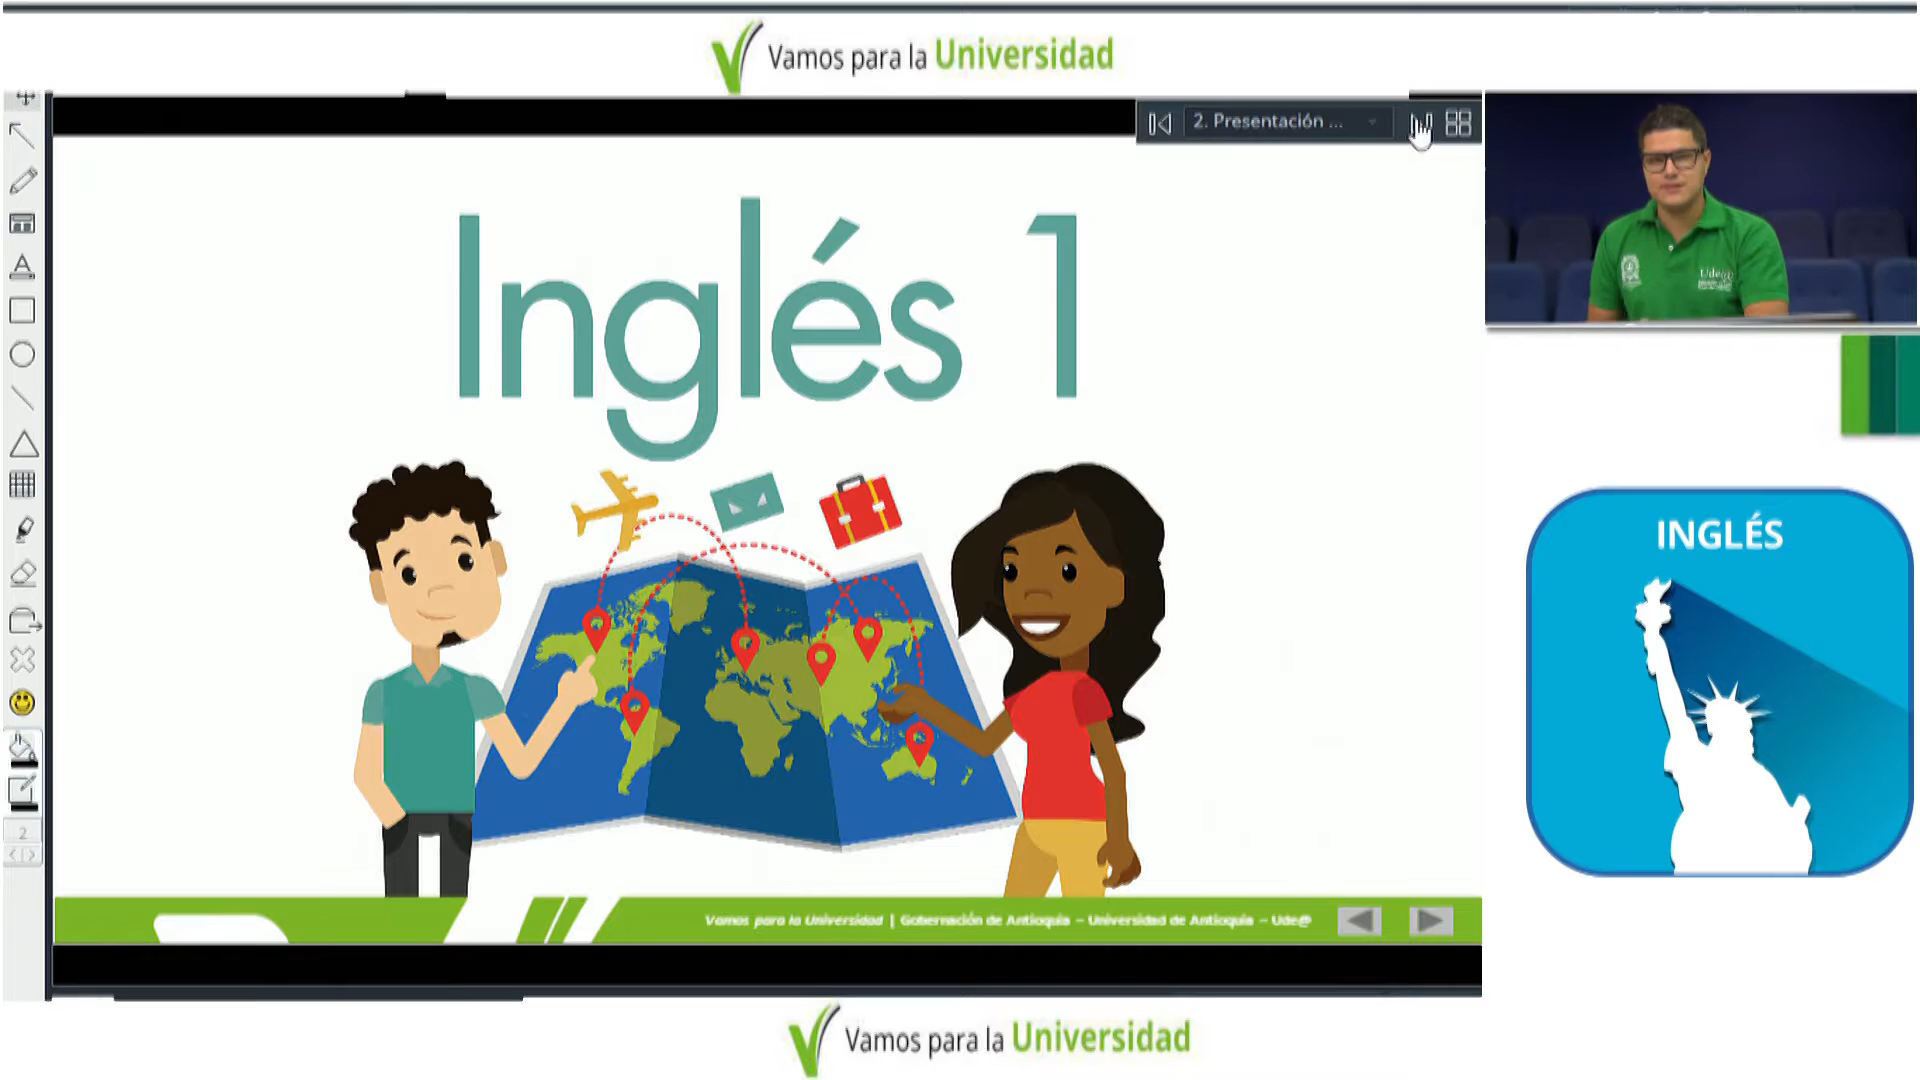 Vamos para la Universidad
2. Presentación ...
Inglés 1
INGLÉS
2
Vamos para la Universidad | Gobernación de Antioquia – Universidad de Antioquia – Ude@
Vamos para la Universidad